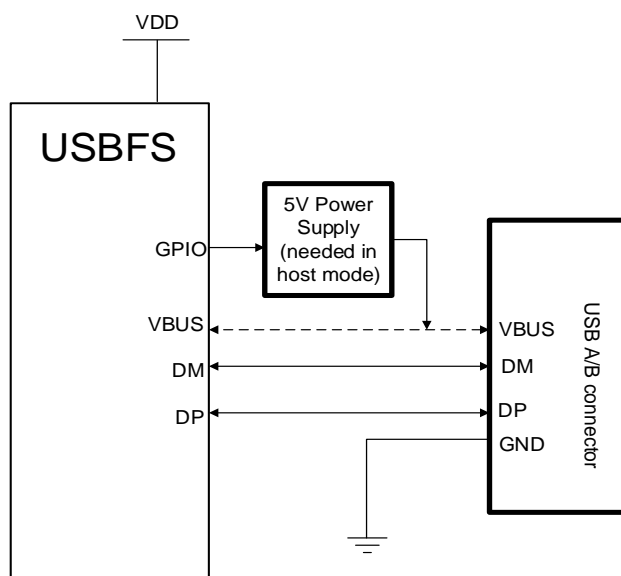 VDD
USBFS
5V Power
Supply
(needed in
host mode)
GPIO
VBUS
DM
DP
VBUS
DM
DP
GND
USB A/B connector